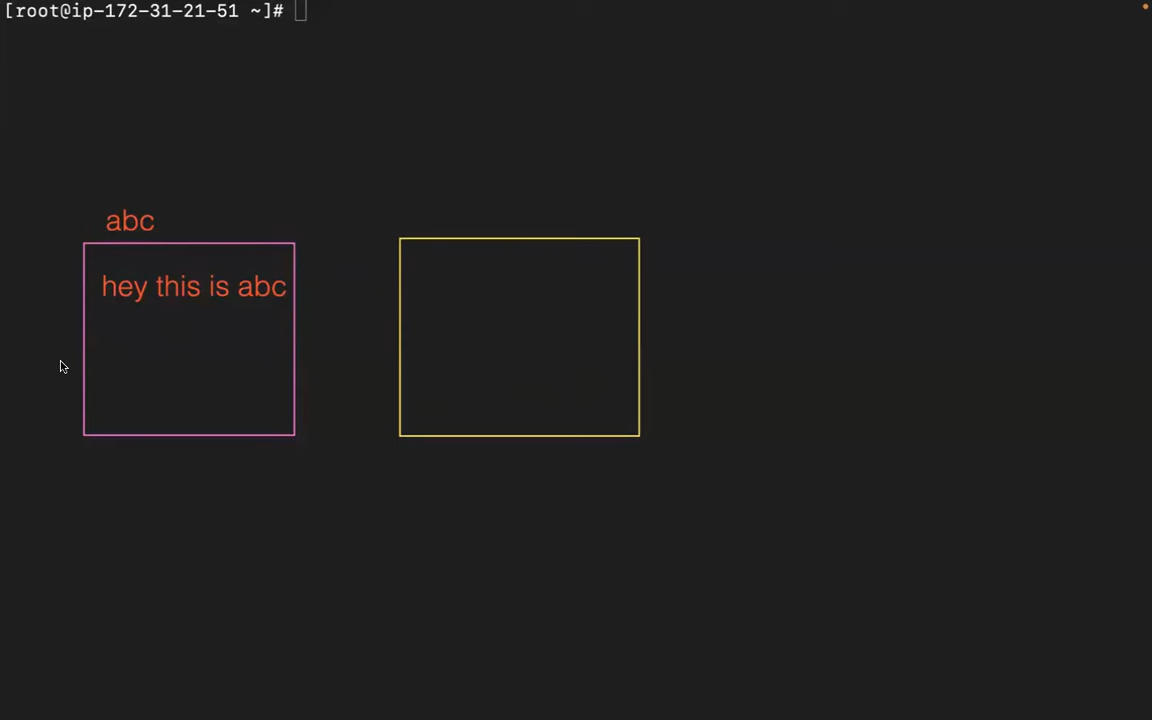 [root@ip-172-31-21-51 ~]#
abc
hey this is abc